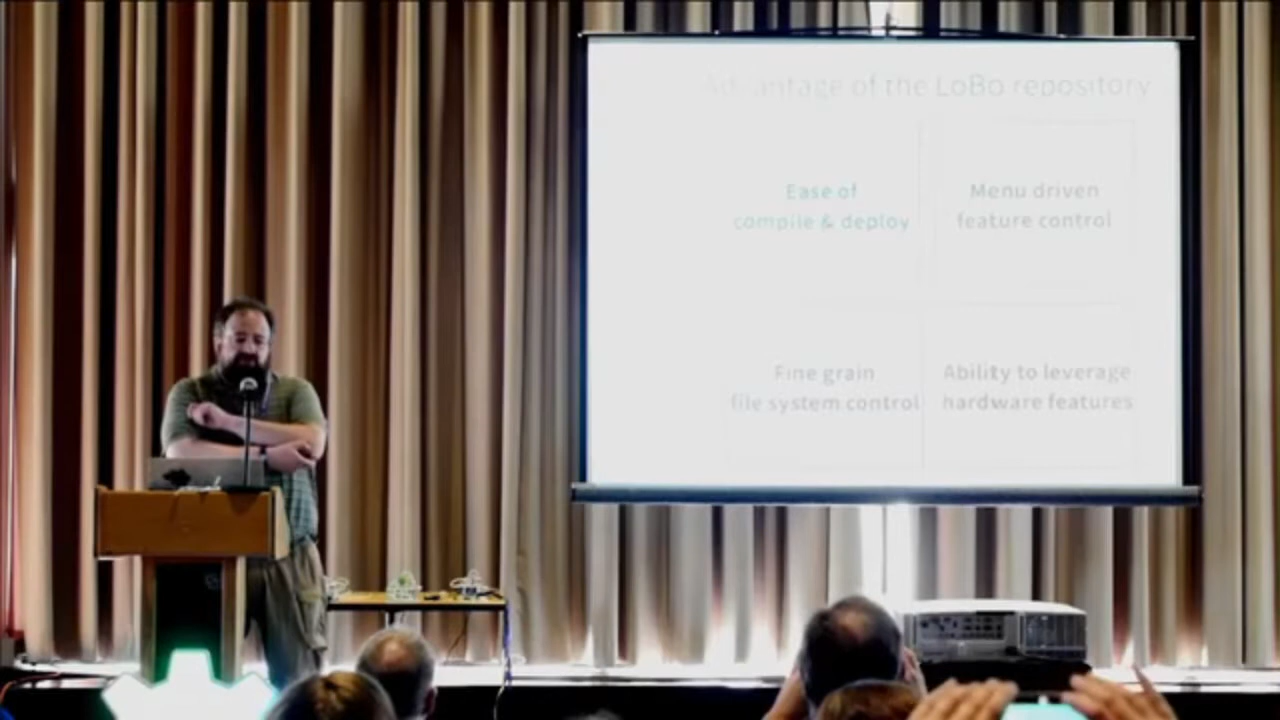 Advantage of the LoBo repository
Ease of
compile & deploy
Menu driven
feature control
Fine grain
file system control
Ability to leverage
hardware features